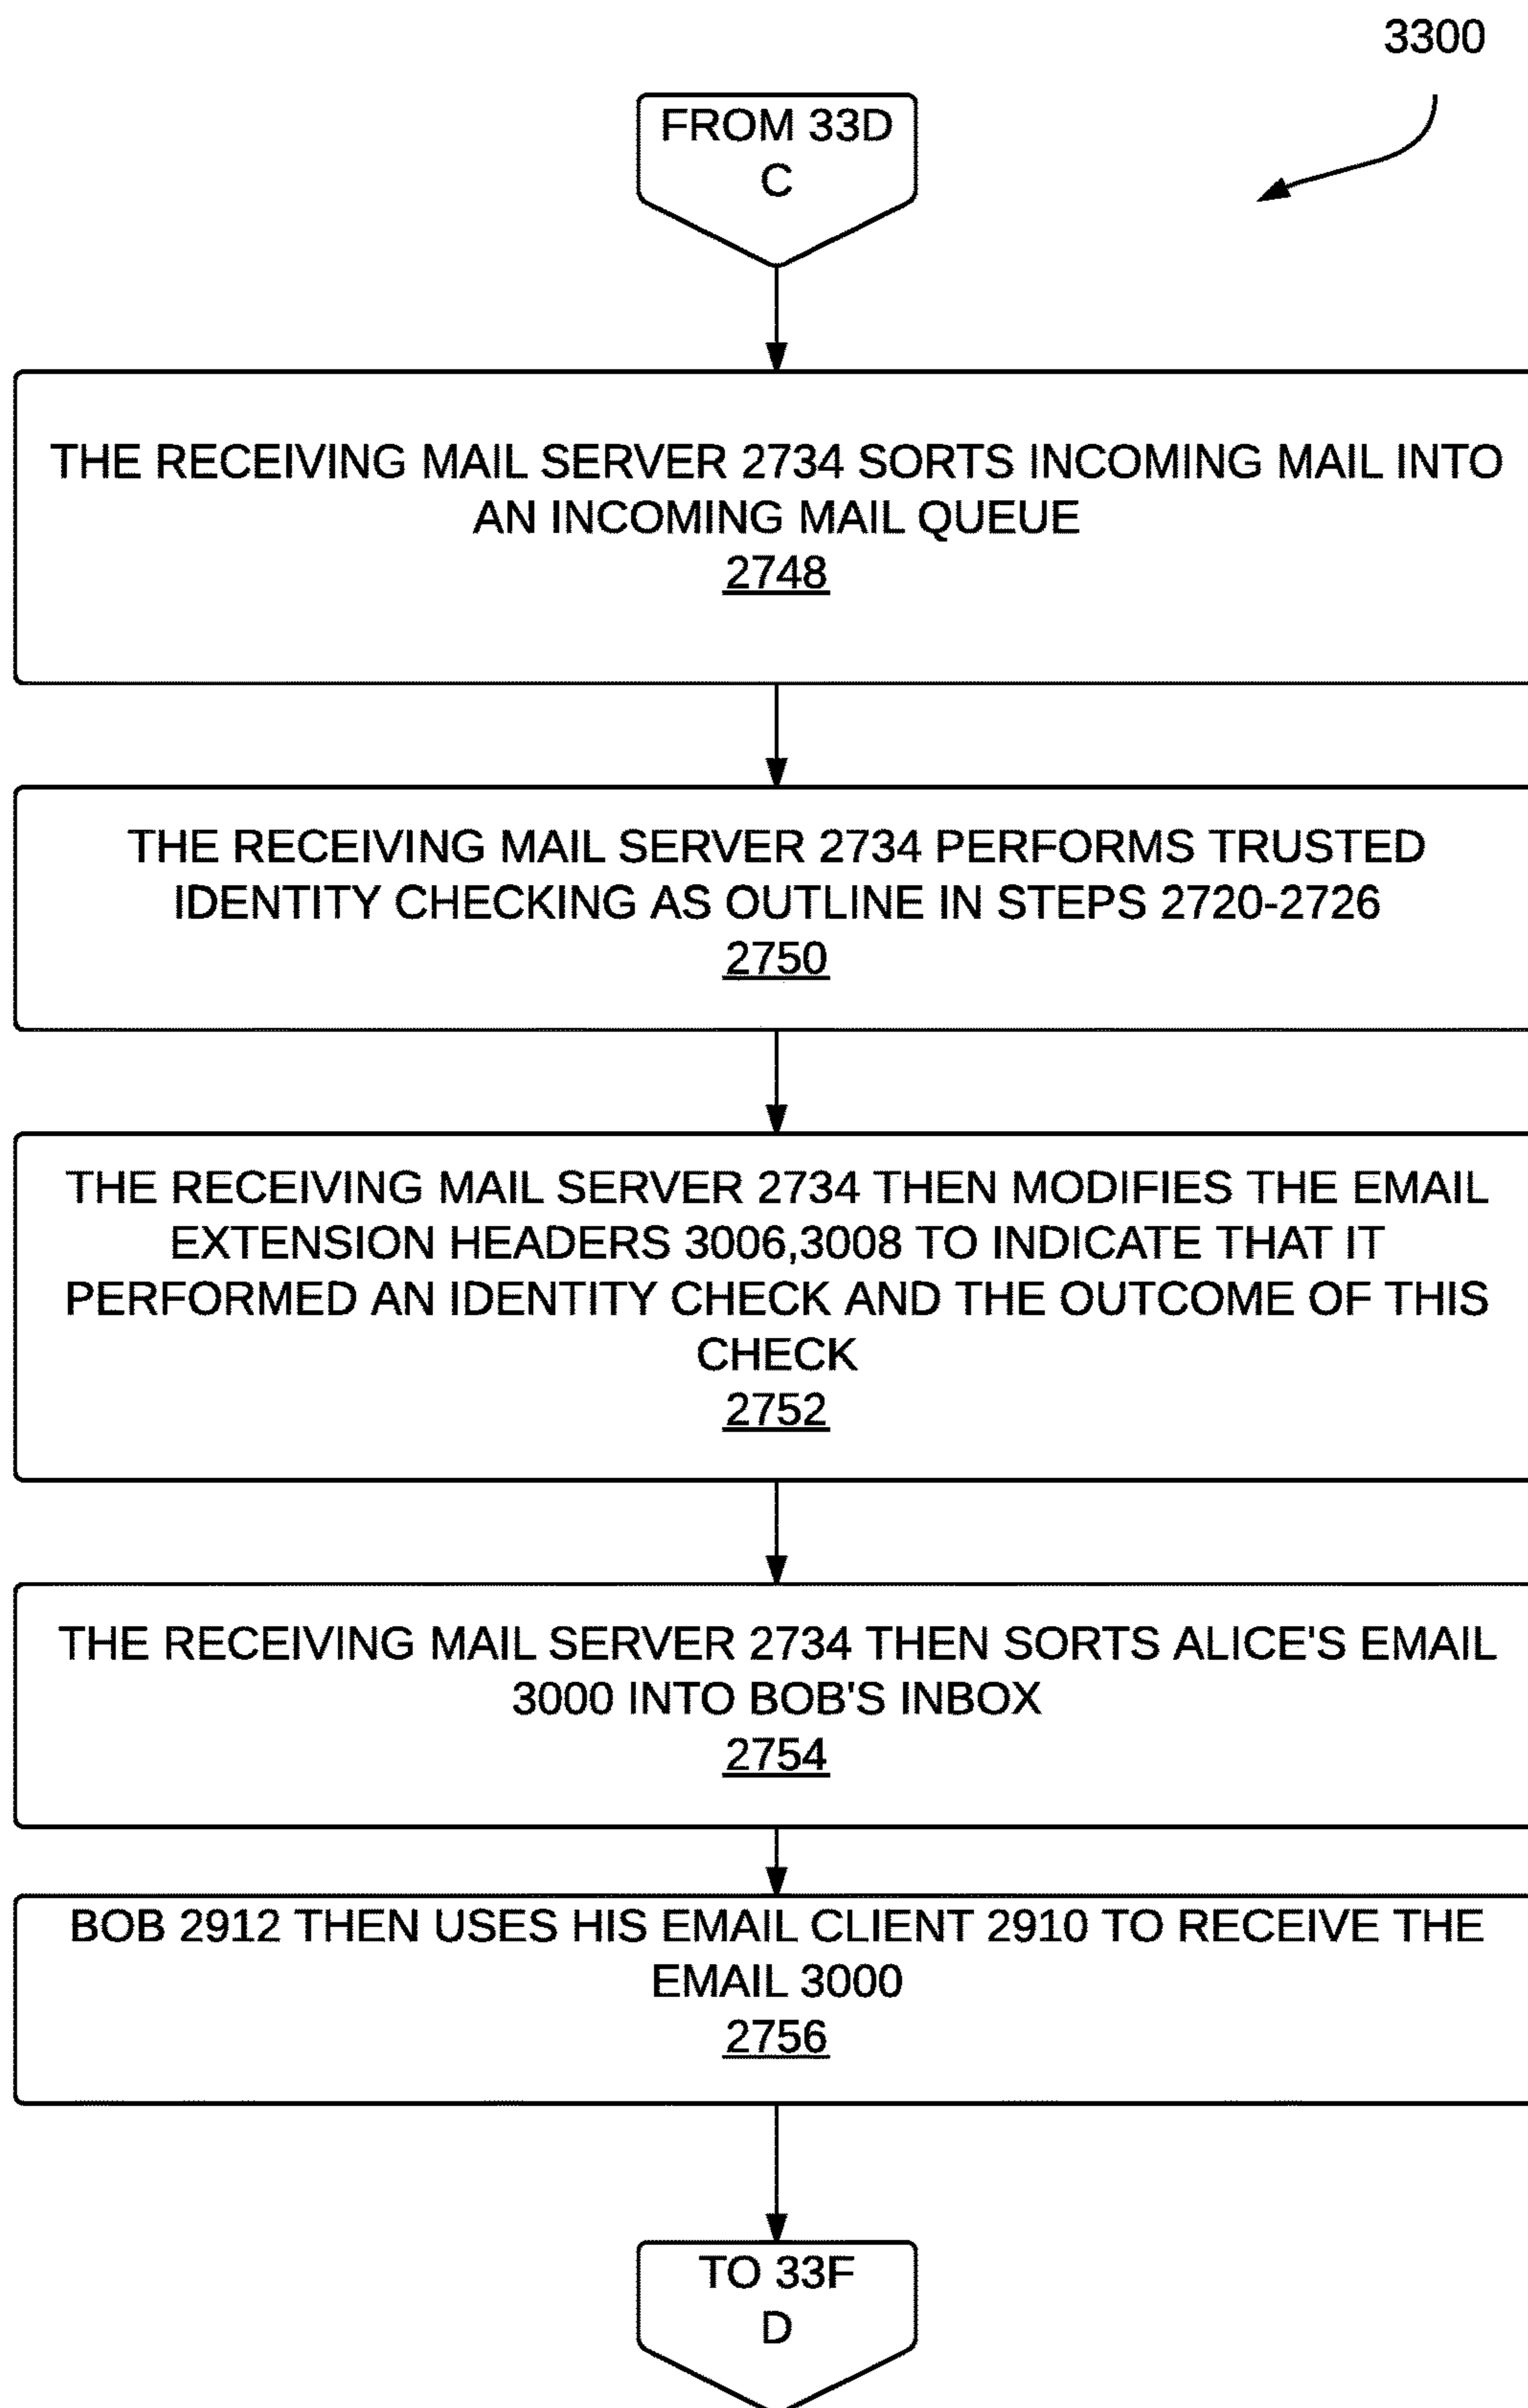 3300
FROM 33D
C
THE RECEIVING MAIL SERVER 2734 SORTS INCOMING MAIL INTO
AN INCOMING MAIL QUEUE
2748
THE RECEIVING MAIL SERVER 2734 PERFORMS TRUSTED
IDENTITY CHECKING AS OUTLINE IN STEPS 2720-2726
2750
THE RECEIVING MAIL SERVER 2734 THEN MODIFIES THE EMAIL
EXTENSION HEADERS 3006,3008 TO INDICATE THAT IT
PERFORMED AN IDENTITY CHECK AND THE OUTCOME OF THIS
CHECK
2752
THE RECEIVING MAIL SERVER 2734 THEN SORTS ALICE'S EMAIL
3000 INTO BOB'S INBOX
2754
BOB 2912 THEN USES HIS EMAIL CLIENT 2910 TO RECEIVE THE
EMAIL 3000
2756
TO 33F
D